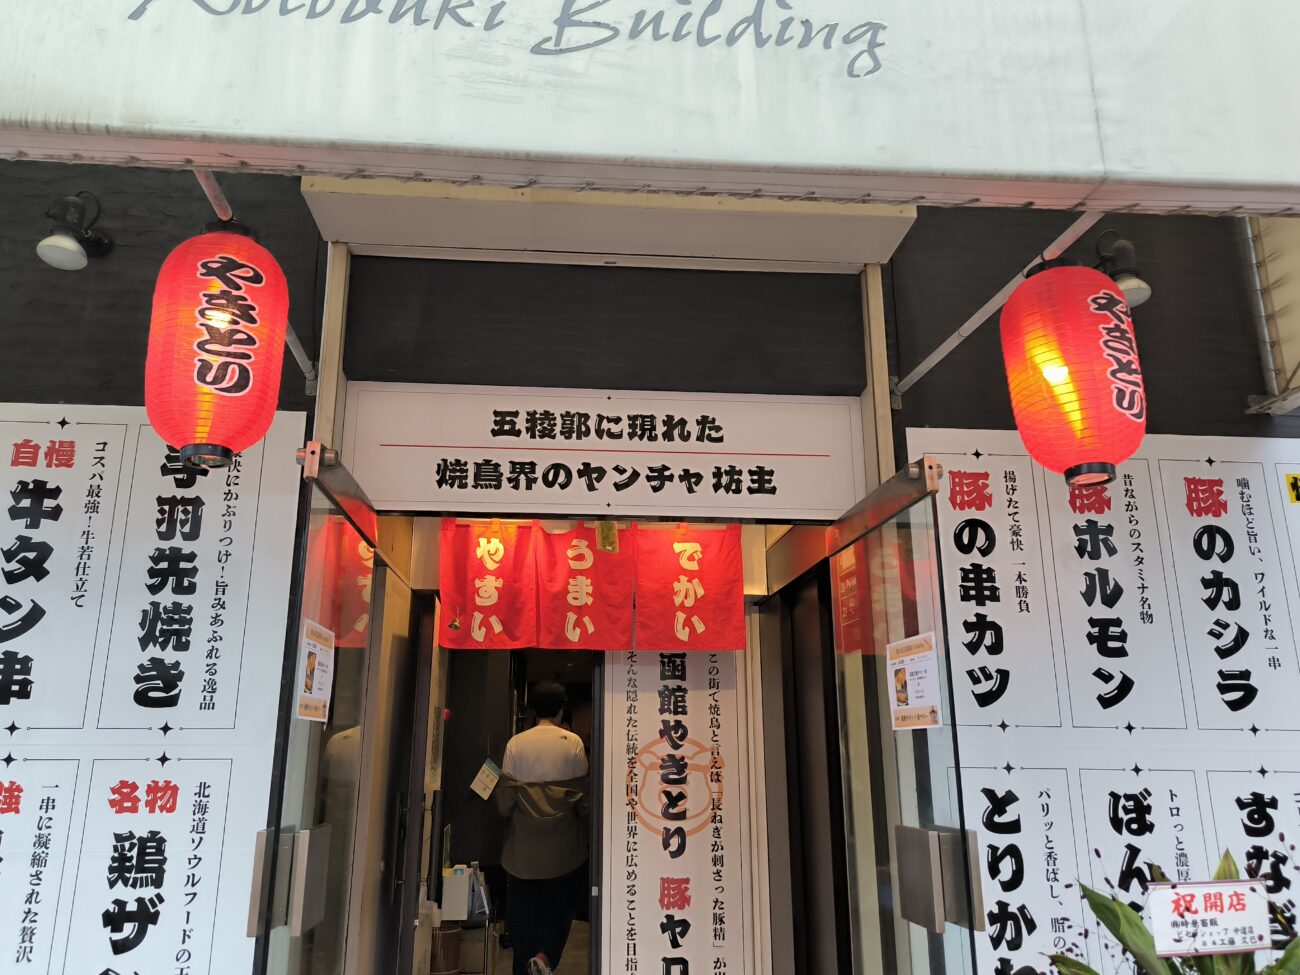 Building
やきとり
やきとり
五稜郭に現れた
焼鳥界のヤンチャ坊主
やすい
うまい
でかい
自慢
牛タン串
コスパ最強！牛若仕立て
手羽先焼き
快にかぶりつけ！旨みあふれる逸品
一串に凝縮された贅沢
名物
鶏ザ
北海道ソウルフードの
この街で焼鳥と言えば「長ねぎが刺さった豚精」が
函館やきとり 豚ヤロ
そんな隠れた伝統を全国や世界に広めることを目指
豚の串カツ
揚げたて豪快 一本勝負
豚ホルモン
昔ながらのスタミナ名物
豚のカシラ
噛むほど旨い、ワイルドな一串
とりかわ
パリッと香ばし、脂の
ぼん
トロっと濃厚
すなぎ
祝開店